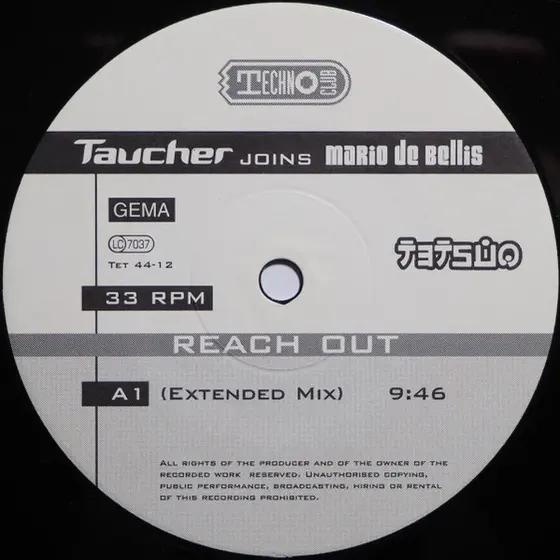 TECHNO CLUB
Taucher JOINS MARIO DE BELLIS
GEMA
LC 7037
TET 44-12
TETSUO
33 RPM
REACH OUT
A1 (EXTENDED MIX) 9:46
ALL RIGHTS OF THE PRODUCER AND OF THE OWNER OF THE
RECORDED WORK RESERVED. UNAUTHORISED COPYING,
PUBLIC PERFORMANCE, BROADCASTING, HIRING OR RENTAL
OF THIS RECORDING PROHIBITED.